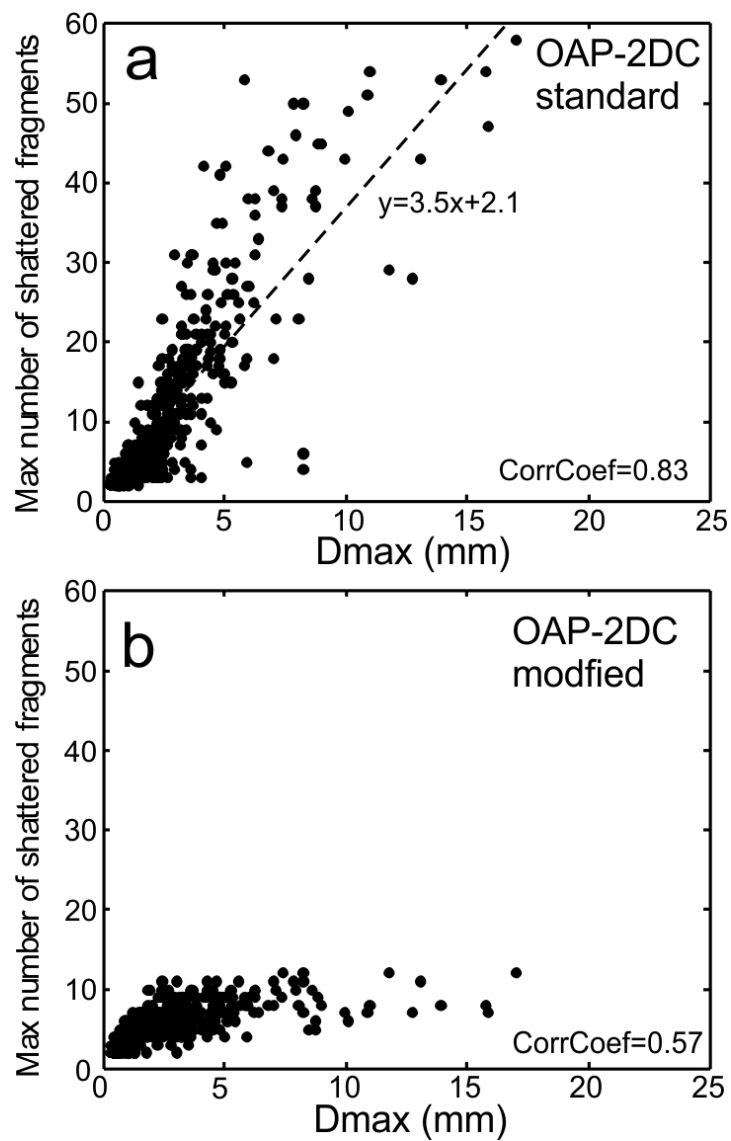 a
OAP-2DC
standard
Max number of shattered fragments
60
50
40
30
20
10
0
y=3.5x+2.1
CorrCoef=0.83
0 5 10 15 20 25
Dmax (mm)
b
OAP-2DC
modfied
Max number of shattered fragments
60
50
40
30
20
10
0
CorrCoef=0.57
0 5 10 15 20 25
Dmax (mm)